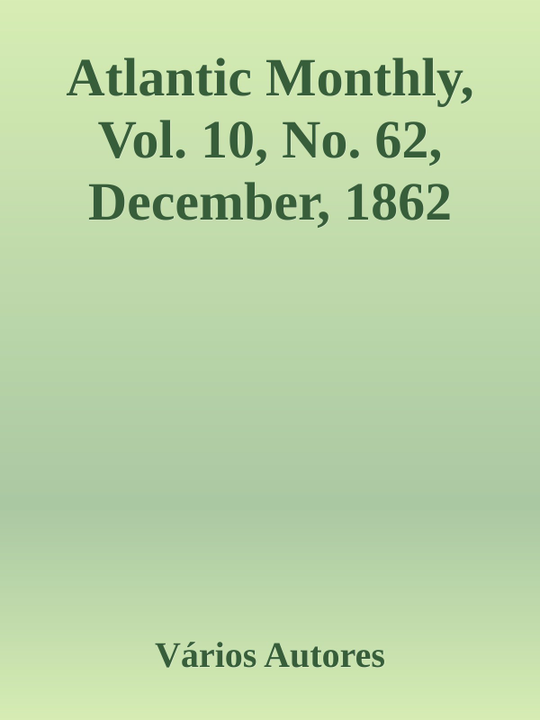 Atlantic Monthly,
Vol. 10, No. 62,
December, 1862
Vários Autores